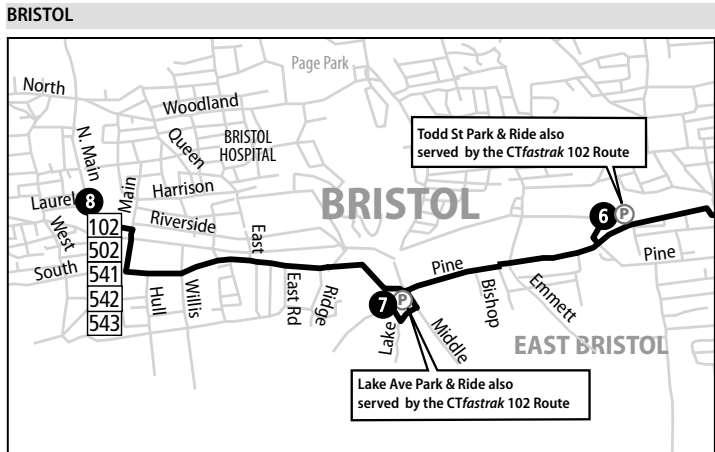 BRISTOL
Page Park
North
Woodland
N. Main
Queen
BRISTOL
HOSPITAL
Todd St Park & Ride also
served by the CTfastrak 102 Route
Laurel
8
Main
Harrison
BRISTOL
6
P
West
Riverside
102
East
502
South
541
542
543
Hull
Willis
East Rd
Ridge
7
P
Pine
Bishop
Emmett
Pine
Lake
Middle
EAST BRISTOL
Lake Ave Park & Ride also
served by the CTfastrak 102 Route